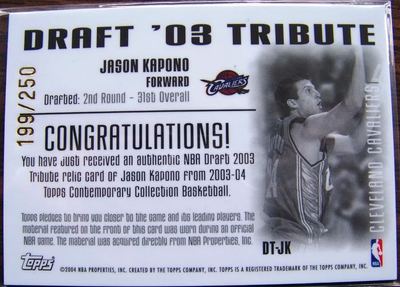 DRAFT '03 TRIBUTE
JASON KAPONO
FORWARD
Drafted: 2nd Round - 31st Overall
CAVALIERS
199/250
CONGRATULATIONS!
You have just received an authentic NBA Draft 2003
Tribute relic card of Jason Kapono from 2003-04
Topps Contemporary Collection Basketball.
Topps pledges to bring you closer to the game and its leading players. The
material featured on the front of this card was worn during an official
NBA game. The material was acquired directly from NBA Properties, Inc.
CLEVELAND CAVALIERS
DT-JK
NBA
Topps
©2004 NBA PROPERTIES, INC. CREATED BY THE TOPPS COMPANY, INC. TOPPS IS A REGISTERED TRADEMARK OF THE TOPPS COMPANY, INC.